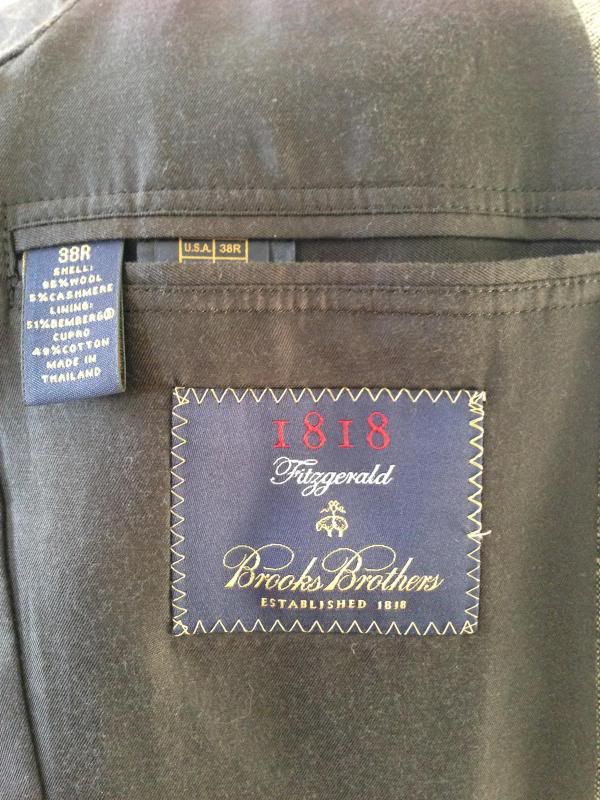 38R
SHELL:
95%WOOL
5%CASHMERE
LINING:
51%BEMBERG®
CUPRO
49%COTTON
MADE IN
THAILAND
U.S.A. 38R
1818
Fitzgerald
Brooks Brothers
ESTABLISHED 1818